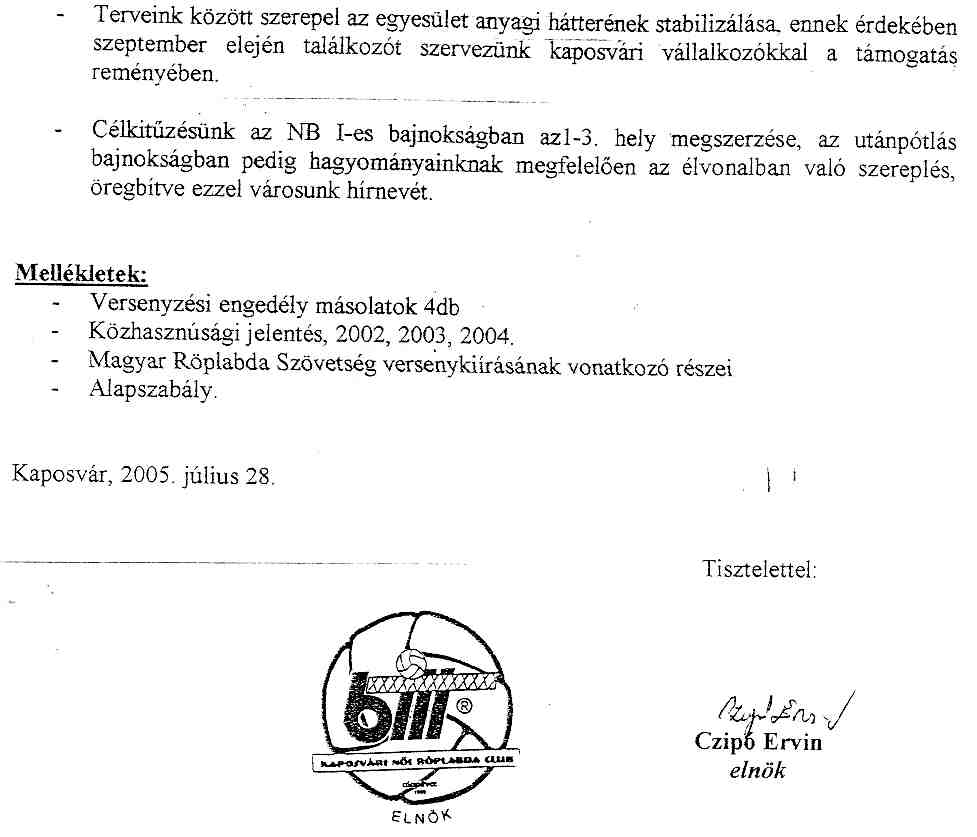 - Terveink között szerepel az egyesület anyagi hátterének stabilizálása, ennek érdekében
szeptember elején találkozót szervezünk kaposvári vállalkozókkal a támogatás
reményében.
- Célkitűzésünk az NB I-es bajnokságban az1-3. hely megszerzése, az utánpótlás
bajnokságban pedig hagyományainknak megfelelően az élvonalban való szereplés,
öregbítve ezzel városunk hírnevét.
Mellékletek:
- Versenyzési engedély másolatok 4db
- Közhasznúsági jelentés, 2002, 2003, 2004.
- Magyar Röplabda Szövetség versenykiírásának vonatkozó részei
- Alapszabály.
Kaposvár, 2005. július 28.
Tisztelettel:
®
KAPOSVÁRI NŐI RÖPLABDA CLUB
ELNÖK
Czipó Ervin
elnök